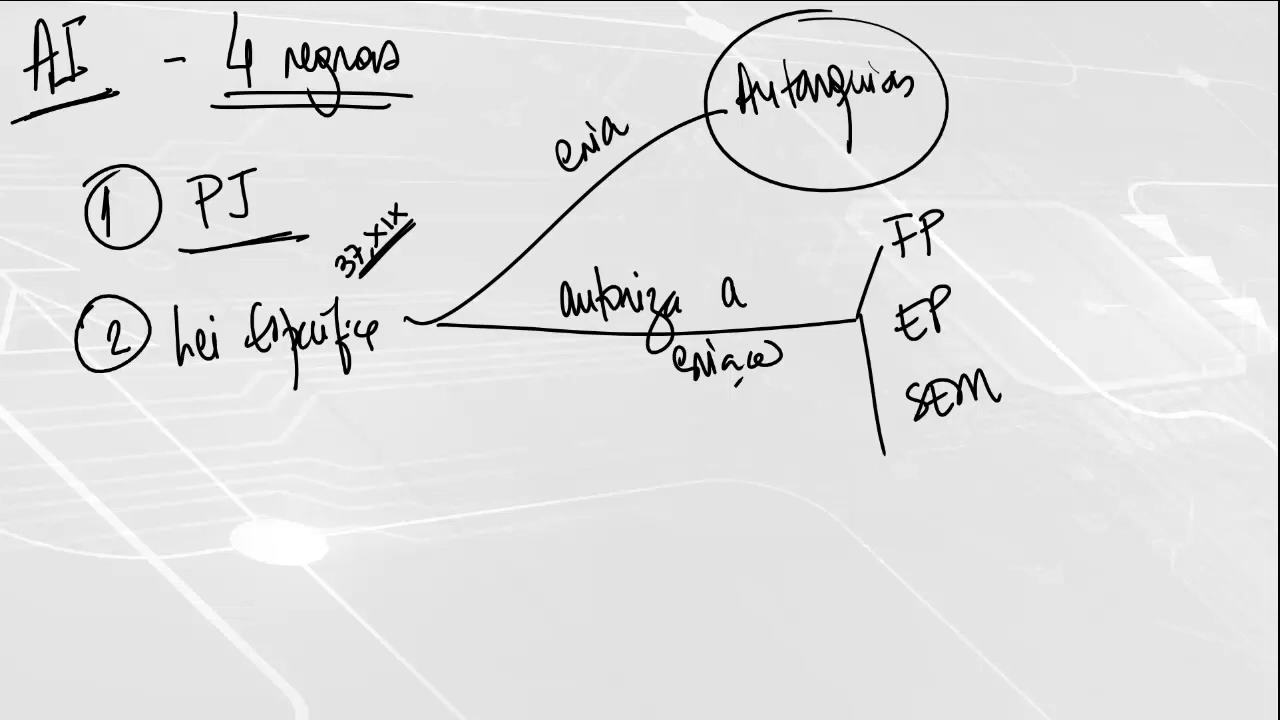 AI - 4 regras
① PJ
② Lei Específica
37, XIX
cria
Autarquias
autoriza a
criação
FP
EP
SEM